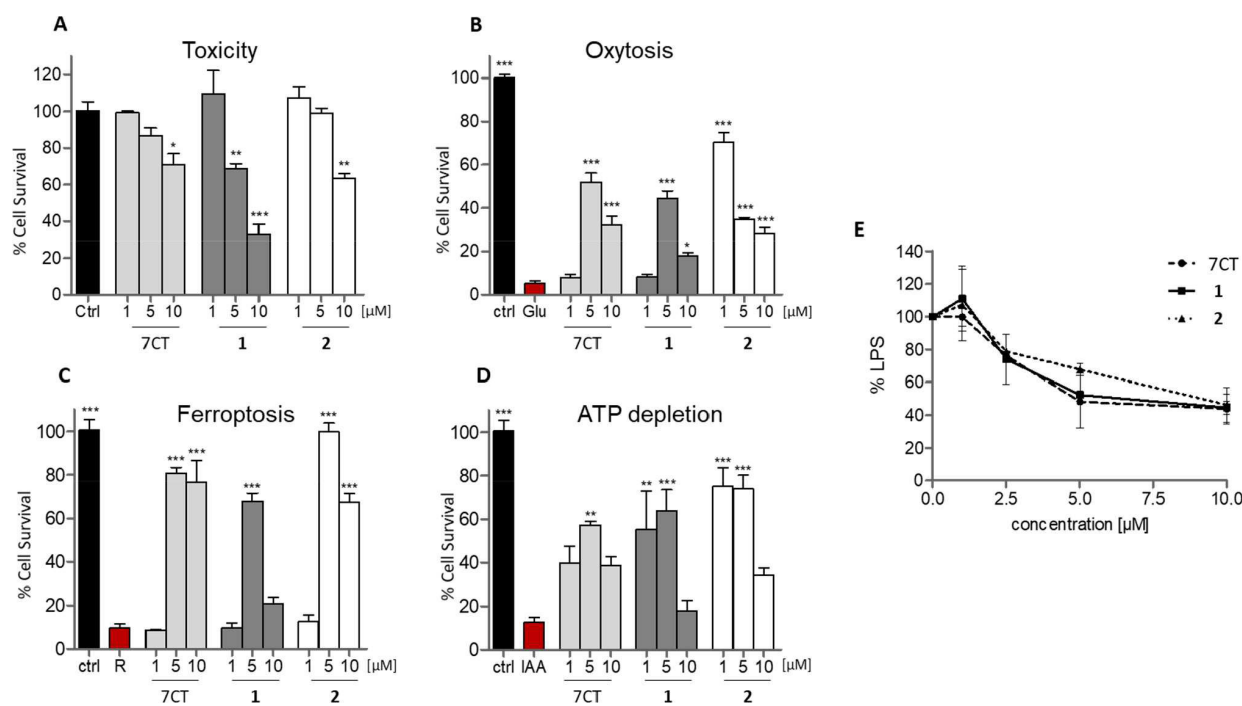 A
Toxicity
% Cell Survival
120
100
80
60
40
20
0
* ** *** **
Ctrl 1 5 10 1 5 10 1 5 10 [µM]
7CT 1 2
B
Oxytosis
% Cell Survival
100
80
60
40
20
0
*** *** *** *** * *** *** ***
ctrl Glu 1 5 10 1 5 10 1 5 10 [µM]
7CT 1 2
C
Ferroptosis
% Cell Survival
100
80
60
40
20
0
*** *** *** *** *** ***
ctrl R 1 5 10 1 5 10 1 5 10 [µM]
7CT 1 2
D
ATP depletion
% Cell Survival
100
80
60
40
20
0
*** ** ** *** *** ***
ctrl IAA 1 5 10 1 5 10 1 5 10 [µM]
7CT 1 2
E
% LPS
140
120
100
80
60
40
20
0
0.0 2.5 5.0 7.5 10.0
concentration [µM]
7CT
1
2